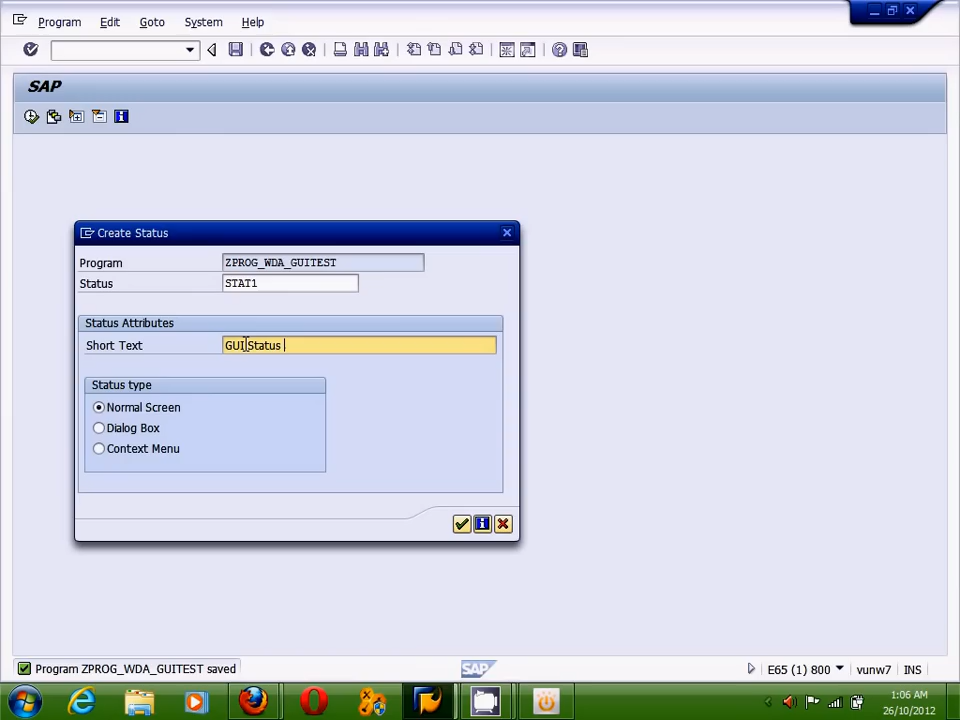 Program Edit Goto System Help
SAP
Create Status
Program ZPROG_WDA_GUITEST
Status STAT1
Status Attributes
Short Text GUI Status
Status type
Normal Screen
Dialog Box
Context Menu
Program ZPROG_WDA_GUITEST saved
SAP
E65 (1) 800 vunw7 INS
1:06 AM
26/10/2012